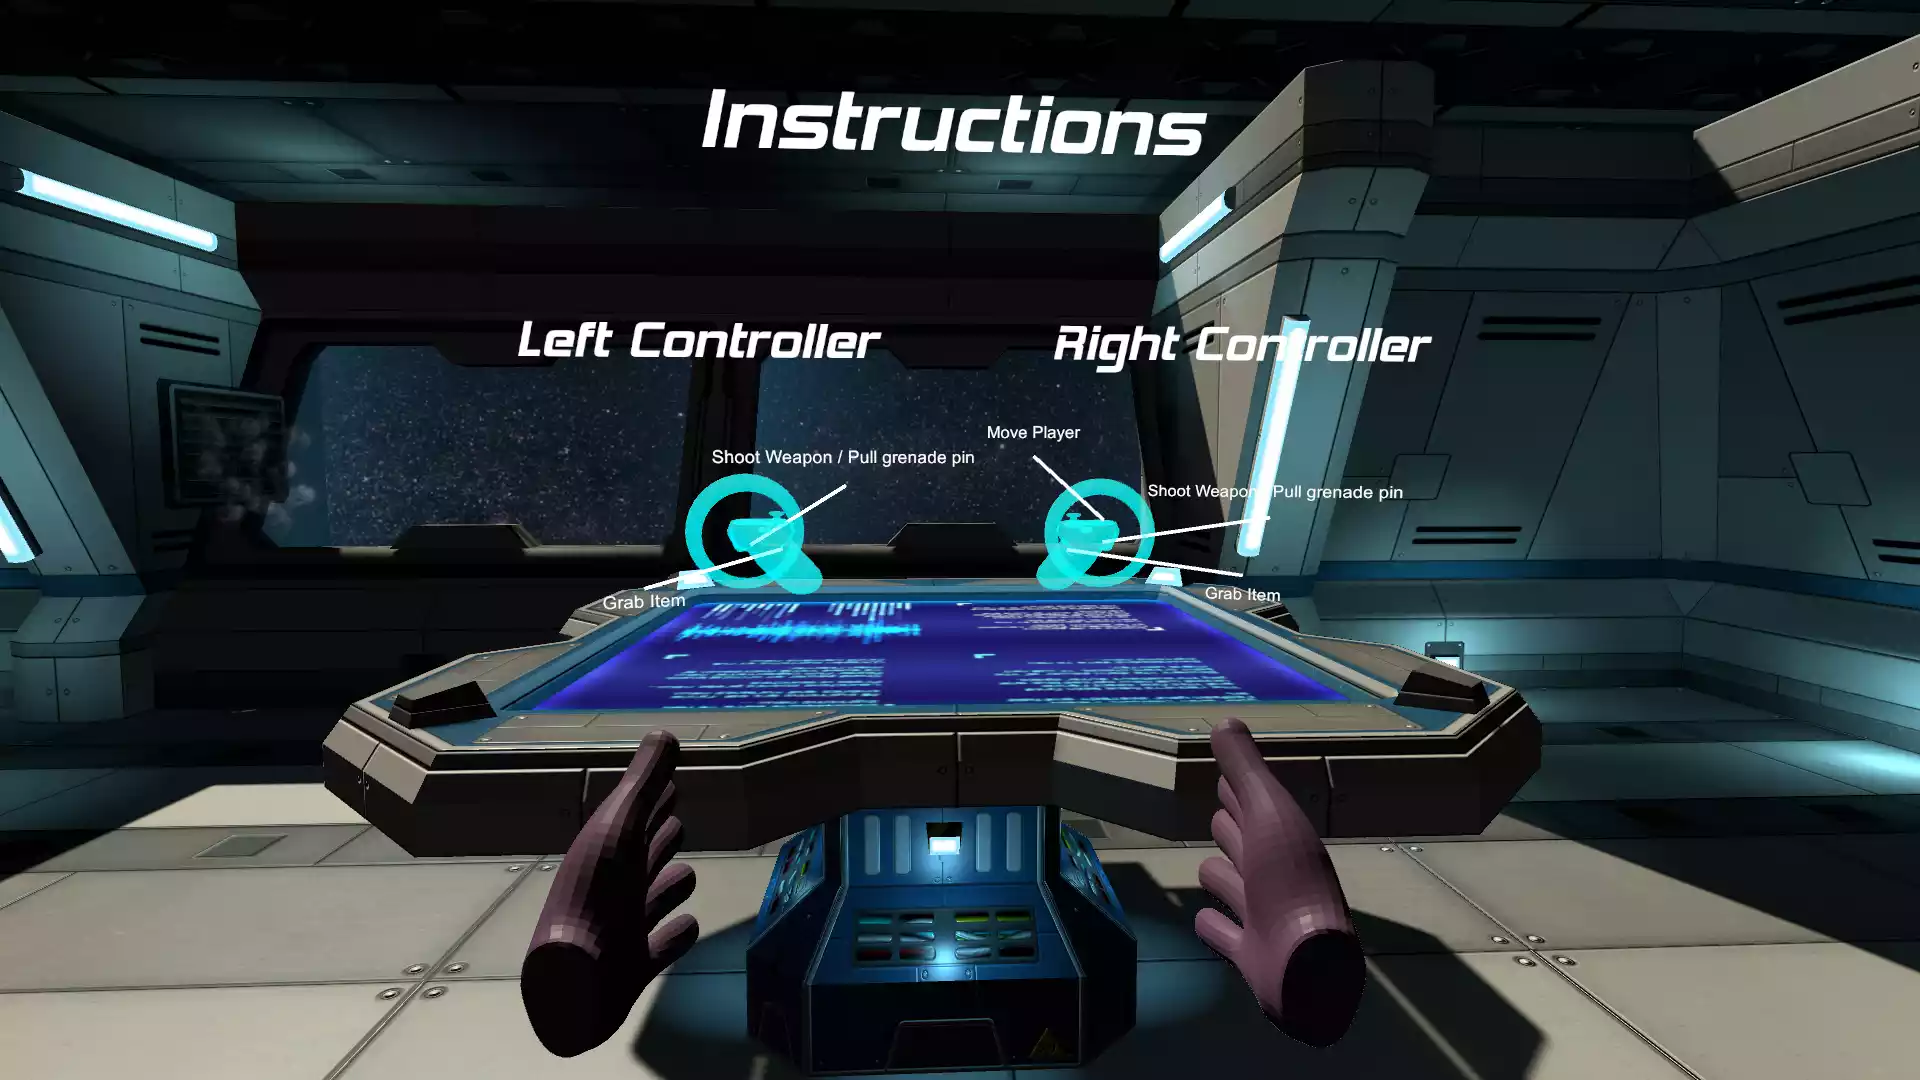 Instructions
Left Controller
Right Controller
Move Player
Shoot Weapon / Pull grenade pin
Shoot Weapon / Pull grenade pin
Grab Item
Grab Item